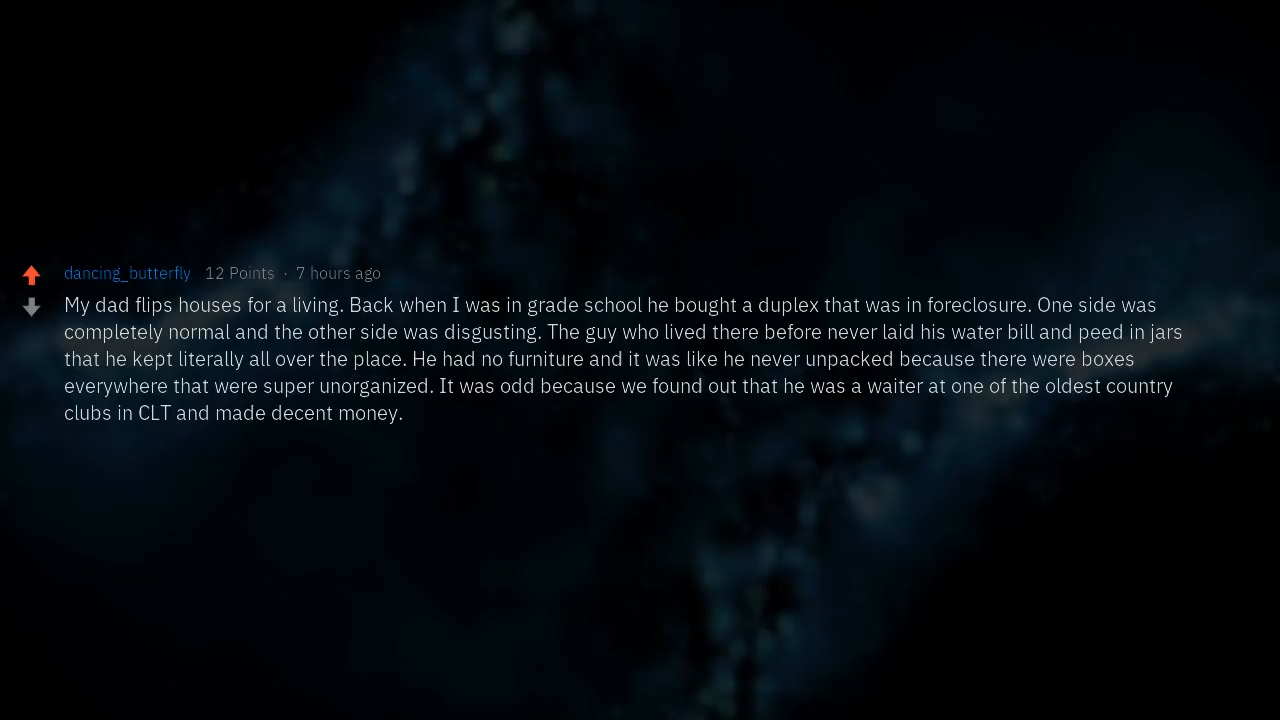 dancing_butterfly 12 Points · 7 hours ago
My dad flips houses for a living. Back when I was in grade school he bought a duplex that was in foreclosure. One side was
completely normal and the other side was disgusting. The guy who lived there before never laid his water bill and peed in jars
that he kept literally all over the place. He had no furniture and it was like he never unpacked because there were boxes
everywhere that were super unorganized. It was odd because we found out that he was a waiter at one of the oldest country
clubs in CLT and made decent money.